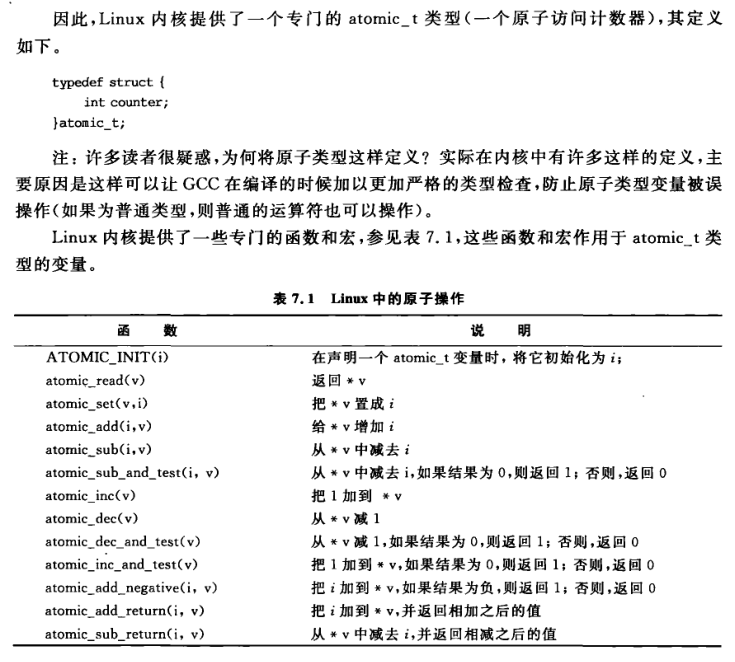 因此,Linux 内核提供了一个专门的 atomic_t 类型(一个原子访问计数器),其定义
如下。
typedef struct {
int counter;
}atomic_t;
注:许多读者很疑惑,为何将原子类型这样定义?实际在内核中有许多这样的定义,主
要原因是这样可以让 GCC 在编译的时候加以更加严格的类型检查,防止原子类型变量被误
操作(如果为普通类型,则普通的运算符也可以操作)。
Linux 内核提供了一些专门的函数和宏,参见表 7.1,这些函数和宏作用于 atomic_t 类
型的变量。
表 7.1 Linux 中的原子操作
函 数 说 明
ATOMIC_INIT(i) 在声明一个 atomic_t 变量时,将它初始化为 i;
atomic_read(v) 返回 * v
atomic_set(v,i) 把 * v 置成 i
atomic_add(i,v) 给 * v 增加 i
atomic_sub(i,v) 从 * v 中减去 i
atomic_sub_and_test(i, v) 从 * v 中减去 i,如果结果为 0,则返回 1;否则,返回 0
atomic_inc(v) 把 1 加到 * v
atomic_dec(v) 从 * v 减 1
atomic_dec_and_test(v) 从 * v 减 1,如果结果为 0,则返回 1;否则,返回 0
atomic_inc_and_test(v) 把 1 加到 * v,如果结果为 0,则返回 1;否则,返回 0
atomic_add_negative(i, v) 把 i 加到 * v,如果结果为负,则返回 1;否则,返回 0
atomic_add_return(i, v) 把 i 加到 * v,并返回相加之后的值
atomic_sub_return(i, v) 从 * v 中减去 i,并返回相减之后的值